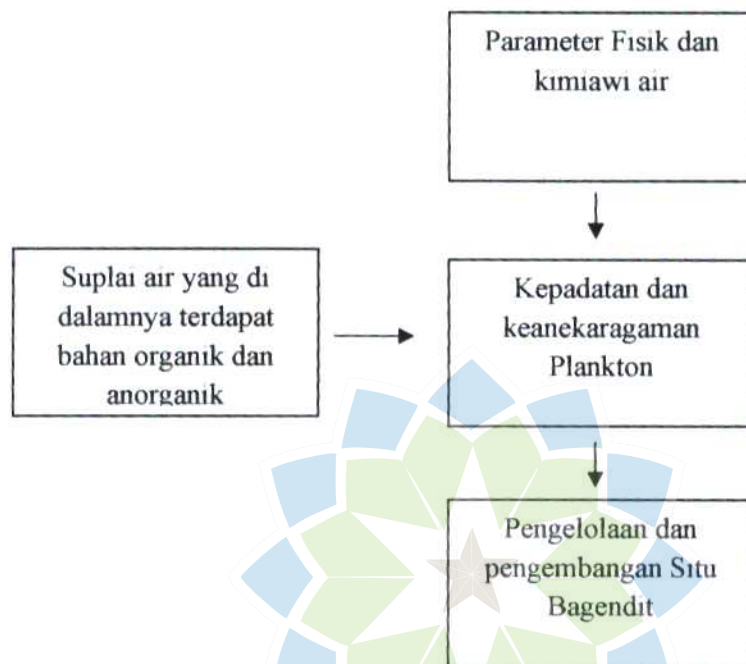 Parameter Fisik dan
kimiawi air
Suplai air yang di
dalamnya terdapat
bahan organik dan
anorganik
Kepadatan dan
keanekaragaman
Plankton
Pengelolaan dan
pengembangan Situ
Bagendit